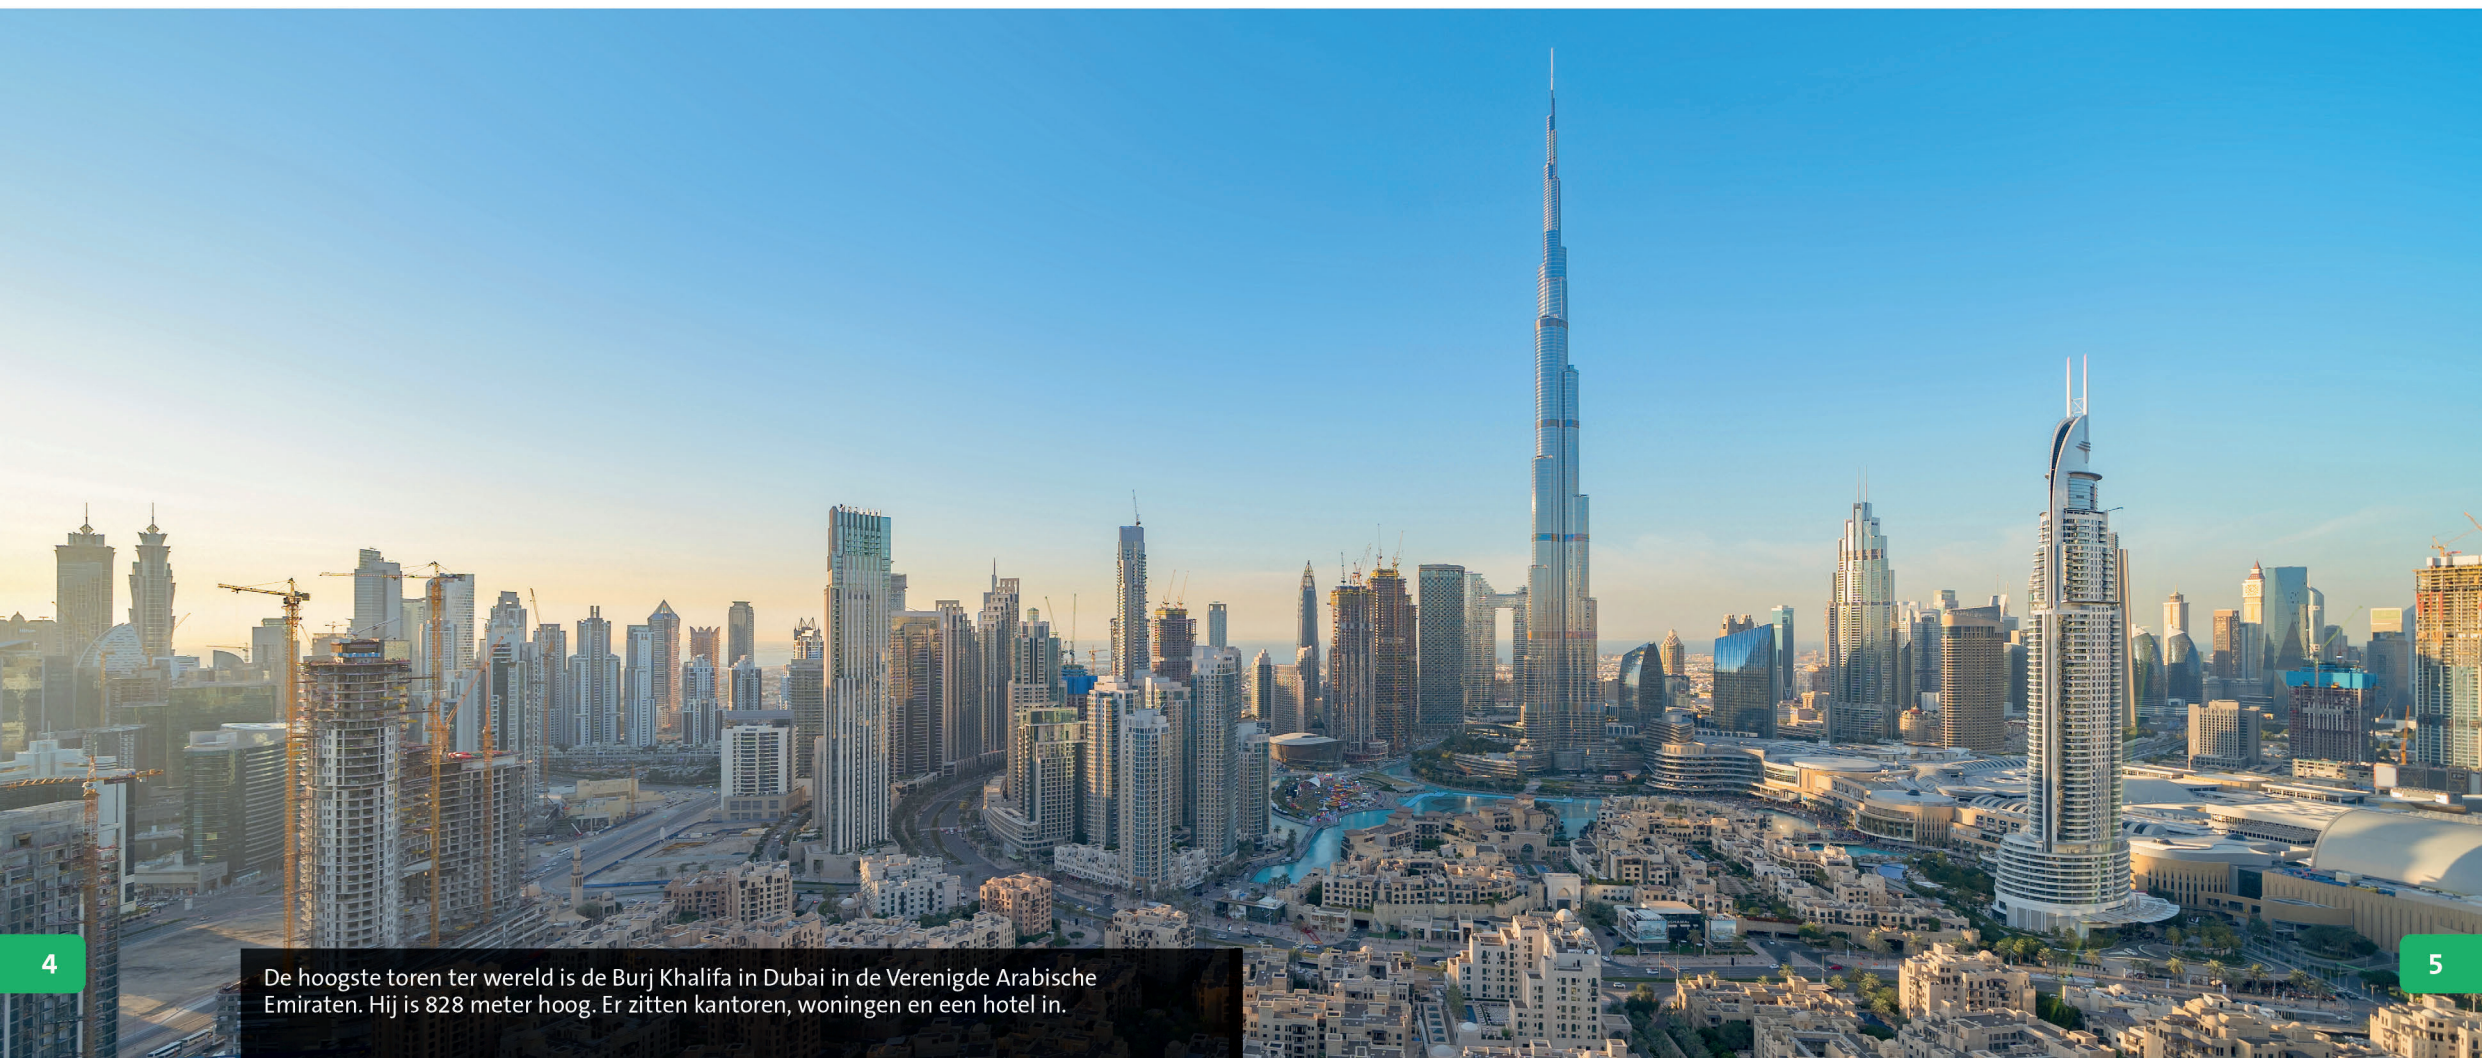 4
De hoogste toren ter wereld is de Burj Khalifa in Dubai in de Verenigde Arabische
Emiraten. Hij is 828 meter hoog. Er zitten kantoren, woningen en een hotel in.
5